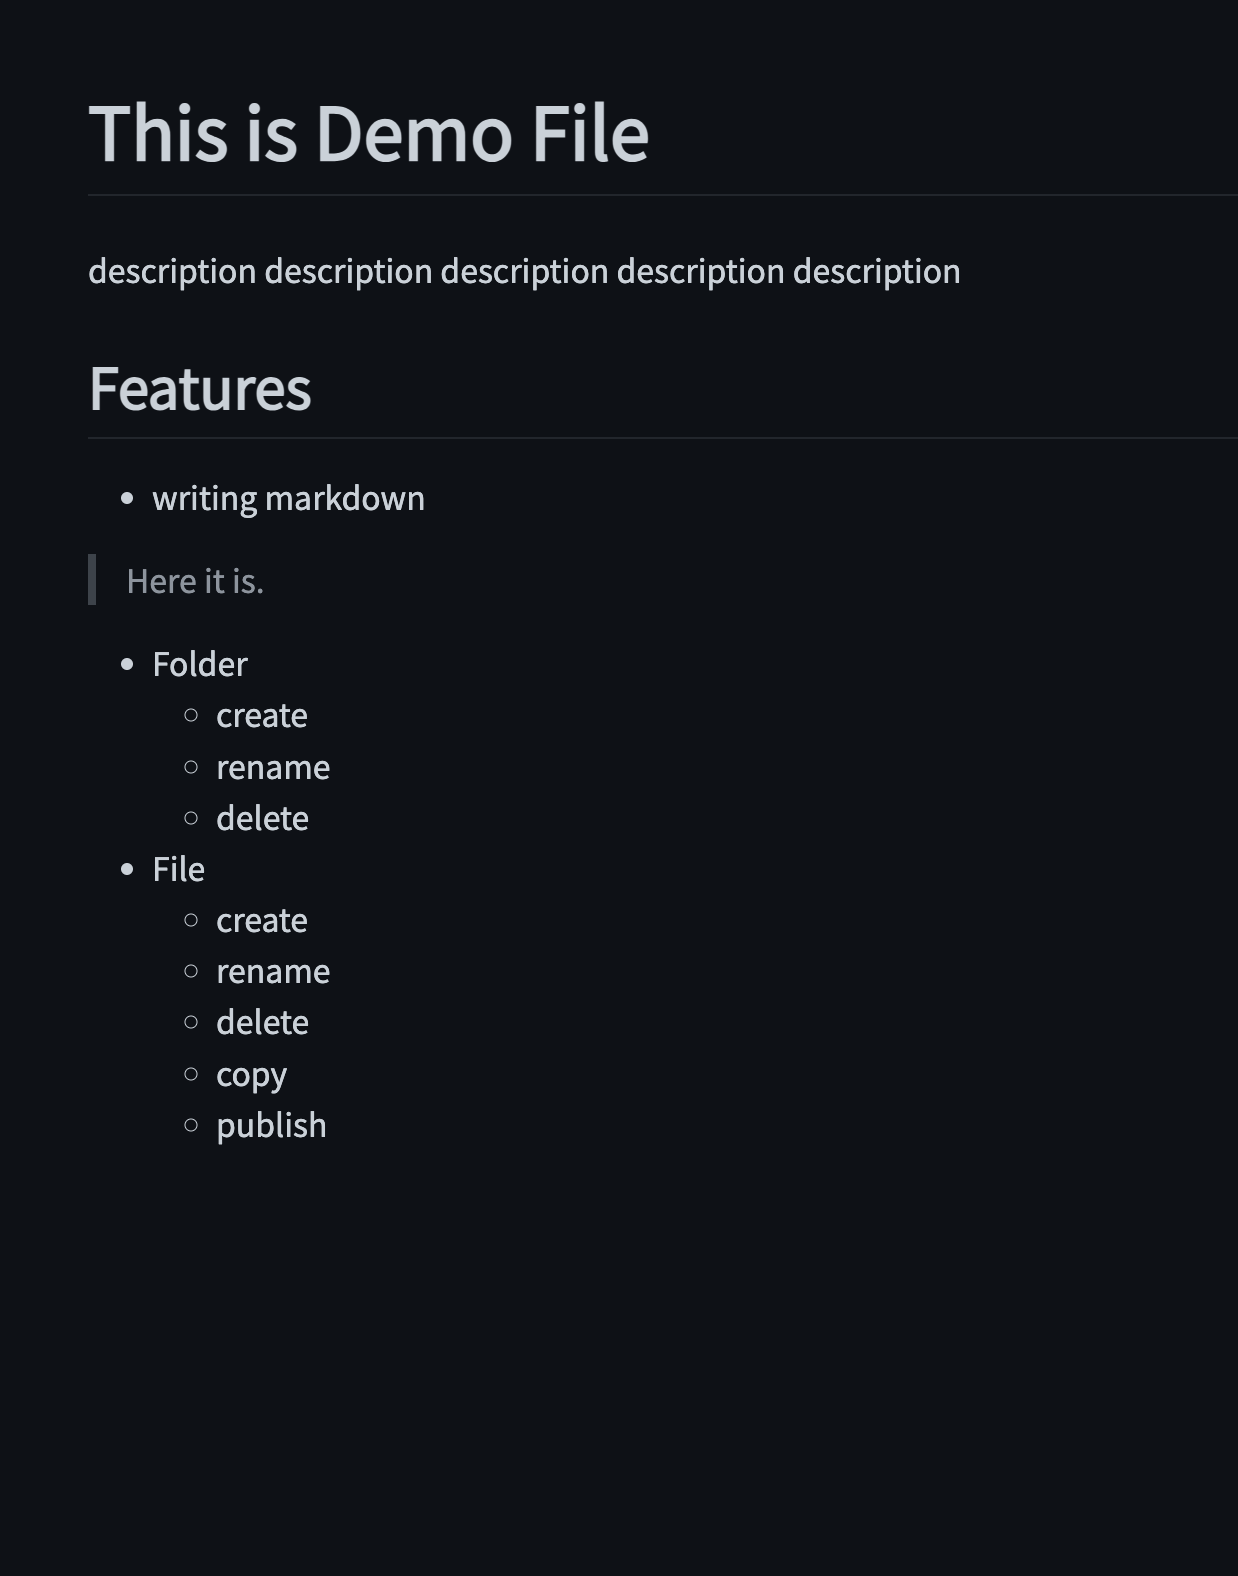 This is Demo File
description description description description description
Features
writing markdown
Here it is.
Folder
create
rename
delete
File
create
rename
delete
copy
publish